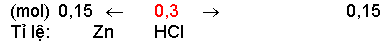 (mol) 0,15 ← 0,3 → 0,15
Tỉ lệ: Zn HCl